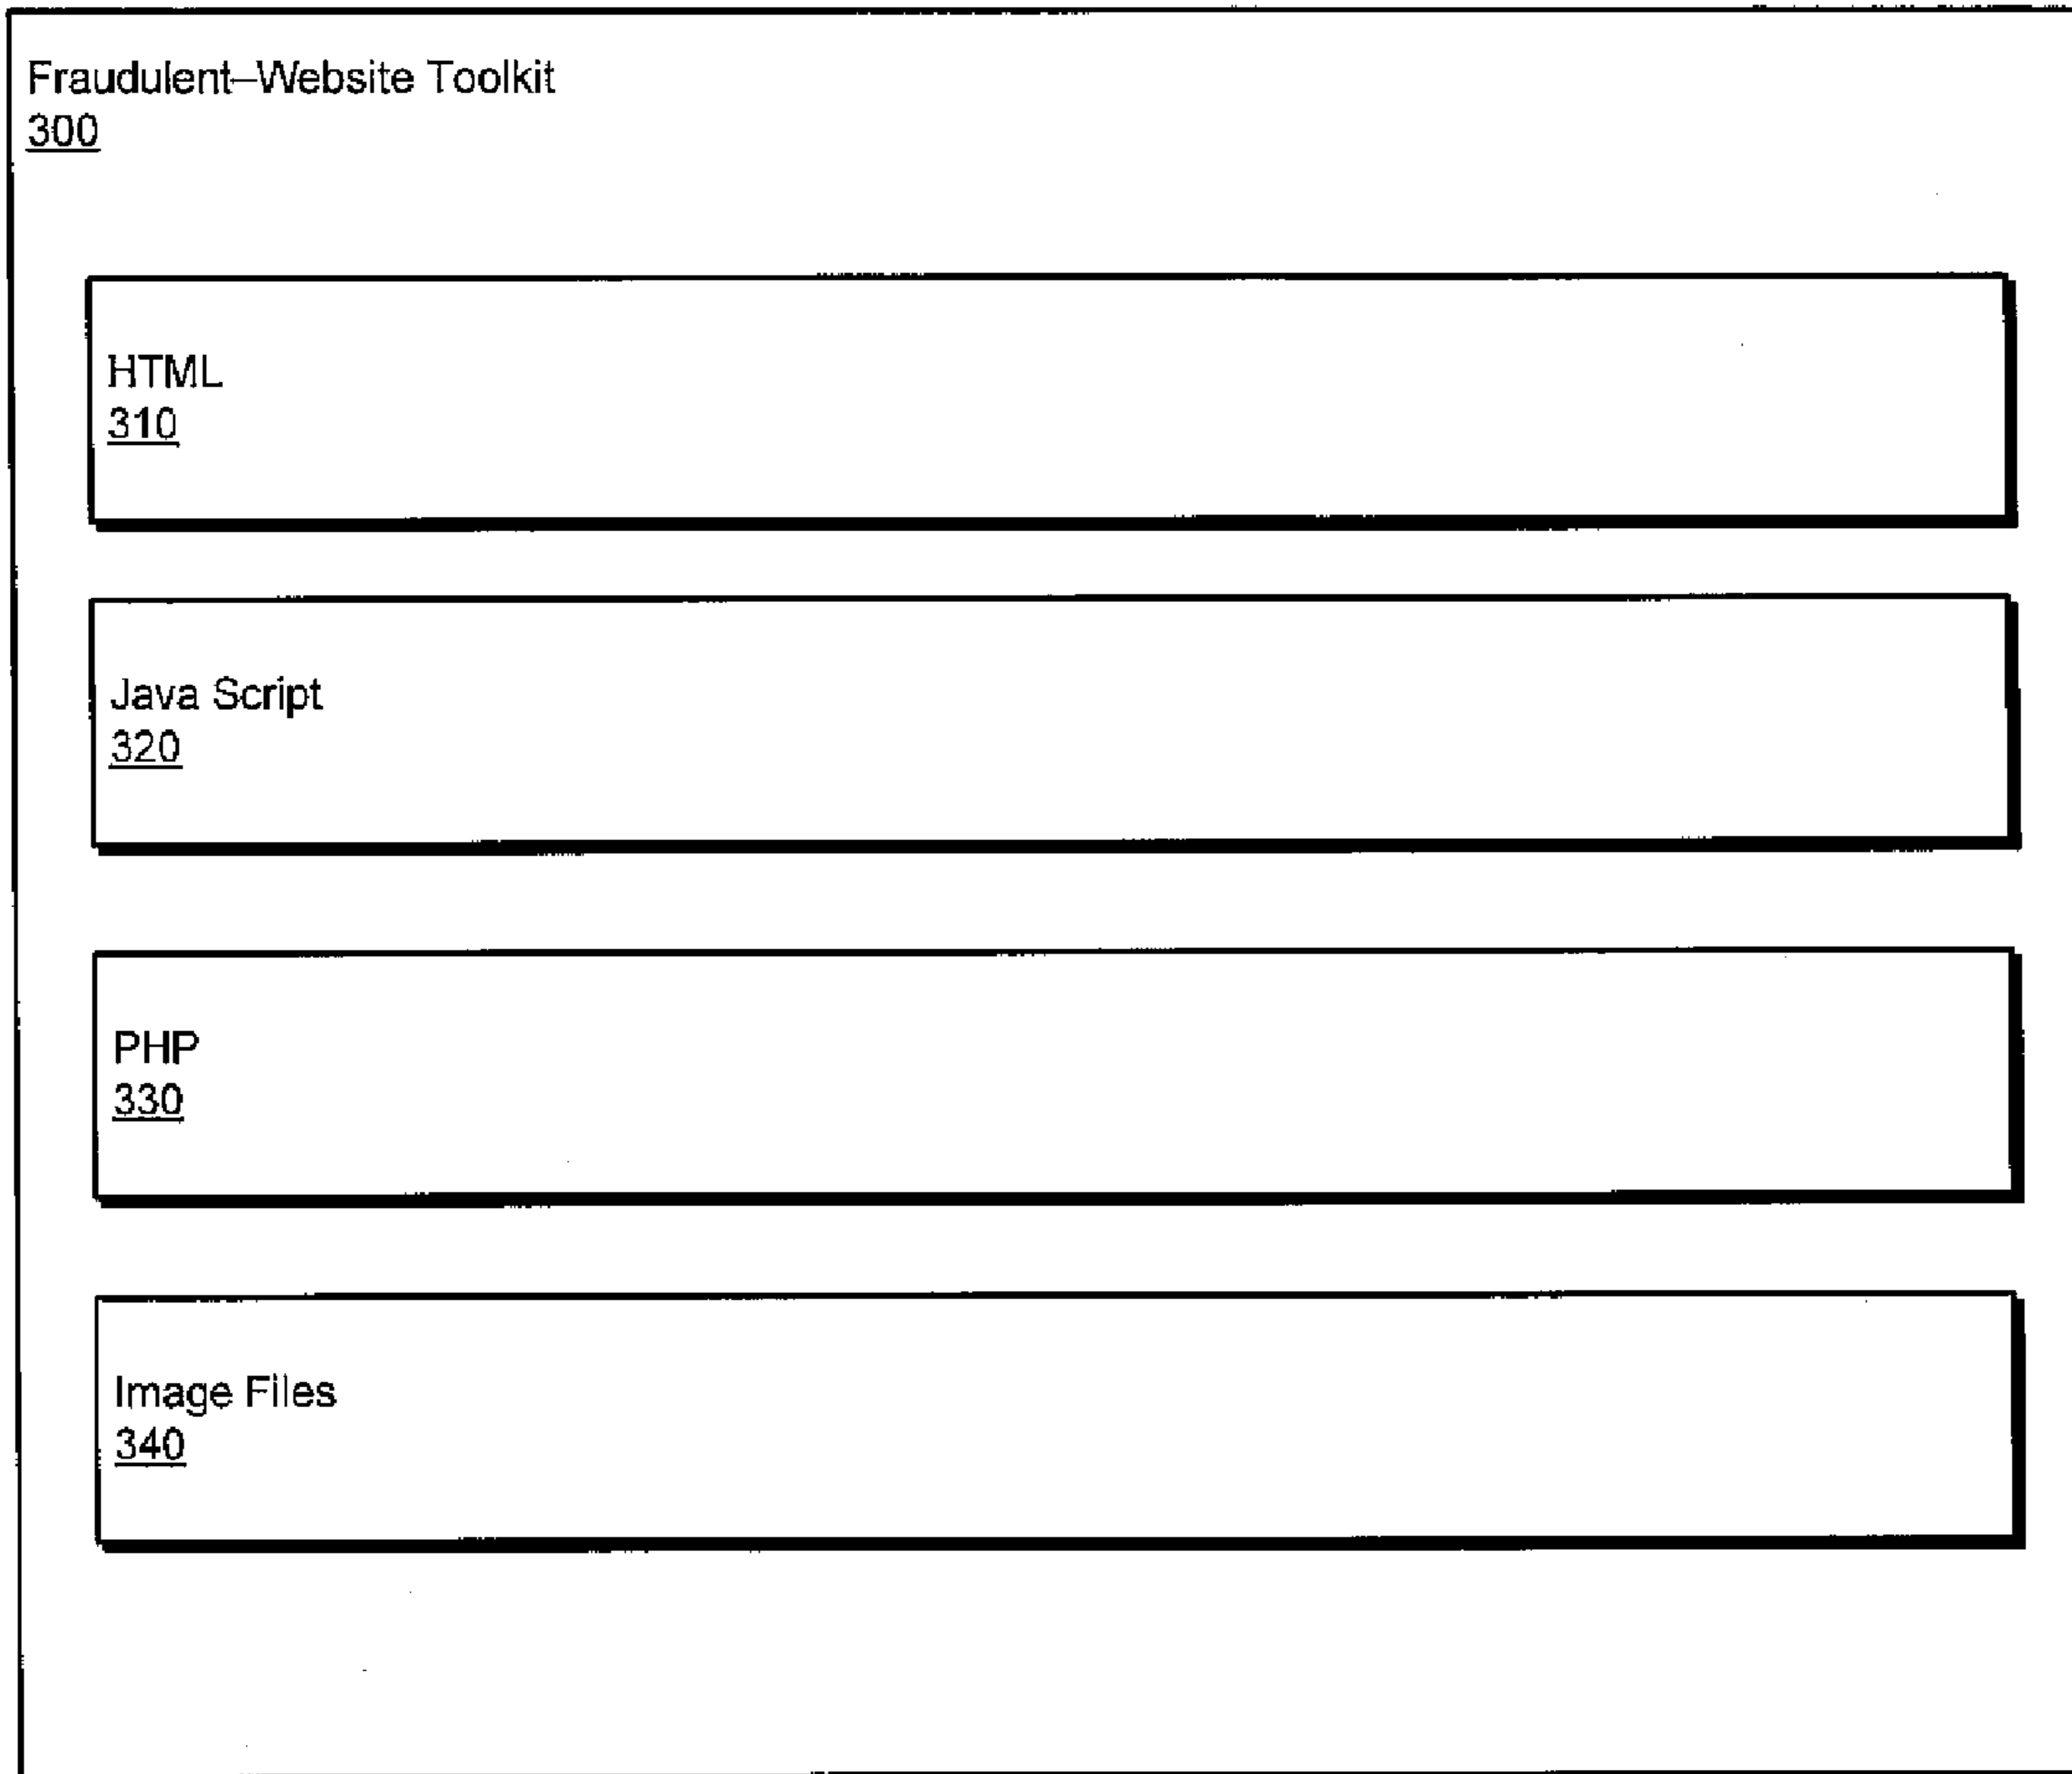 Fraudulent–Website Toolkit
300
HTML
310
Java Script
320
PHP
330
Image Files
340